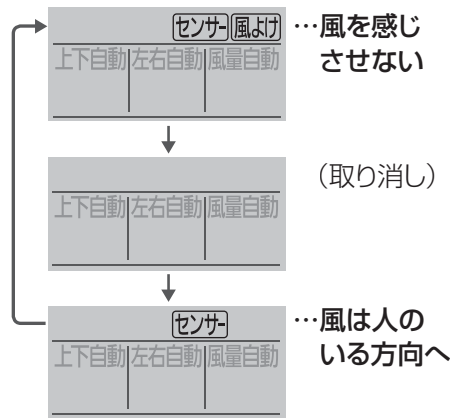 センサー 風よけ …風を感じ
上下自動 左右自動 風量自動 させない
(取り消し)
上下自動 左右自動 風量自動
センサー …風は人の
上下自動 左右自動 風量自動 いる方向へ